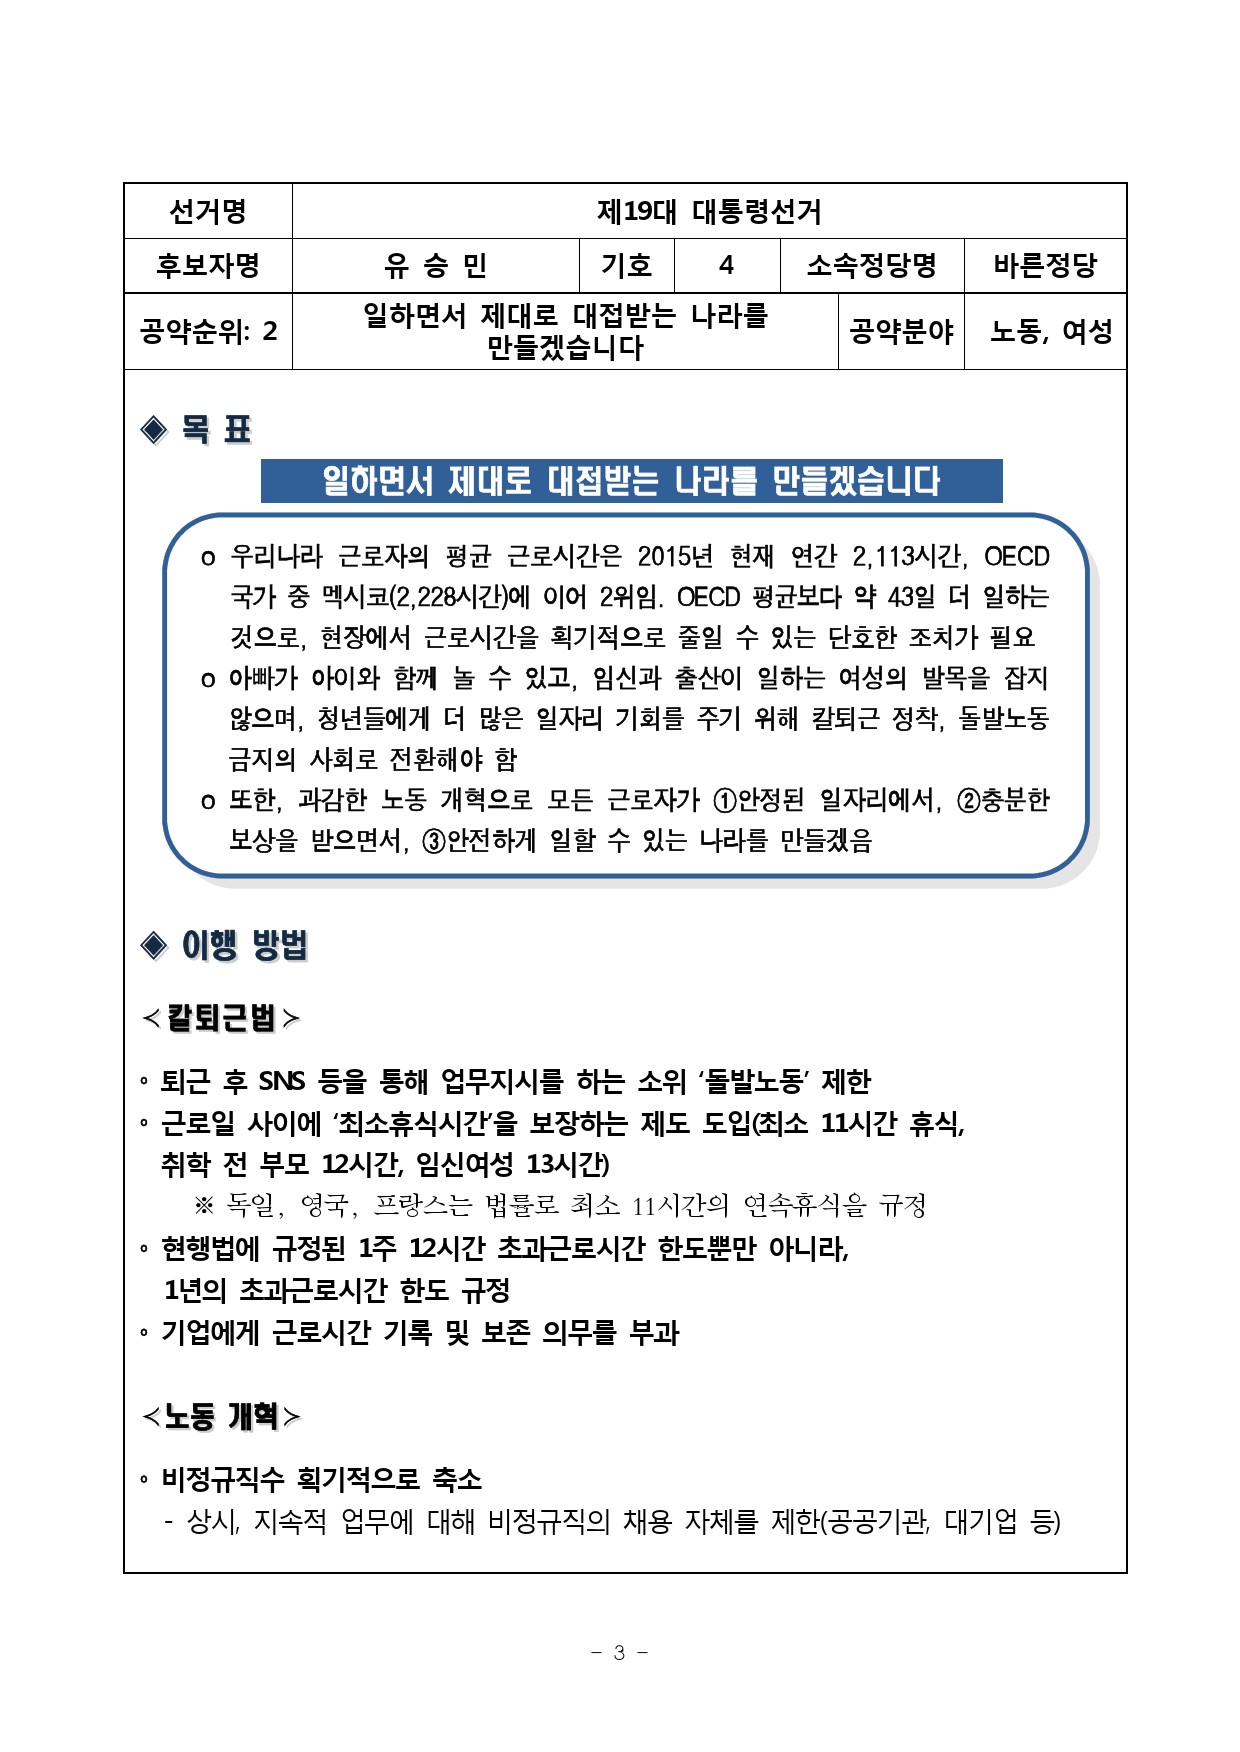 선거명 제19대 대통령선거
후보자명 유 승 민 기호 4 소속정당명 바른정당
공약순위: 2 일하면서 제대로 대접받는 나라를 만들겠습니다 공약분야 노동, 여성
◈ 목 표
일하면서 제대로 대접받는 나라를 만들겠습니다
o 우리나라 근로자의 평균 근로시간은 2015년 현재 연간 2,113시간, OECD
국가 중 멕시코(2,228시간)에 이어 2위임. OECD 평균보다 약 43일 더 일하는
것으로, 현장에서 근로시간을 획기적으로 줄일 수 있는 단호한 조치가 필요
o 아빠가 아이와 함께 놀 수 있고, 임신과 출산이 일하는 여성의 발목을 잡지
않으며, 청년들에게 더 많은 일자리 기회를 주기 위해 칼퇴근 정착, 돌발노동
금지의 사회로 전환해야 함
o 또한, 과감한 노동 개혁으로 모든 근로자가 ①안정된 일자리에서, ②충분한
보상을 받으면서, ③안전하게 일할 수 있는 나라를 만들겠음
◈ 이행 방법
<칼퇴근법>
∘ 퇴근 후 SNS 등을 통해 업무지시를 하는 소위 ‘돌발노동’ 제한
∘ 근로일 사이에 ‘최소휴식시간’을 보장하는 제도 도입(최소 11시간 휴식,
취학 전 부모 12시간, 임신여성 13시간)
※ 독일, 영국, 프랑스는 법률로 최소 11시간의 연속휴식을 규정
∘ 현행법에 규정된 1주 12시간 초과근로시간 한도뿐만 아니라,
1년의 초과근로시간 한도 규정
∘ 기업에게 근로시간 기록 및 보존 의무를 부과
<노동 개혁>
∘ 비정규직수 획기적으로 축소
- 상시, 지속적 업무에 대해 비정규직의 채용 자체를 제한(공공기관, 대기업 등)
- 3 -